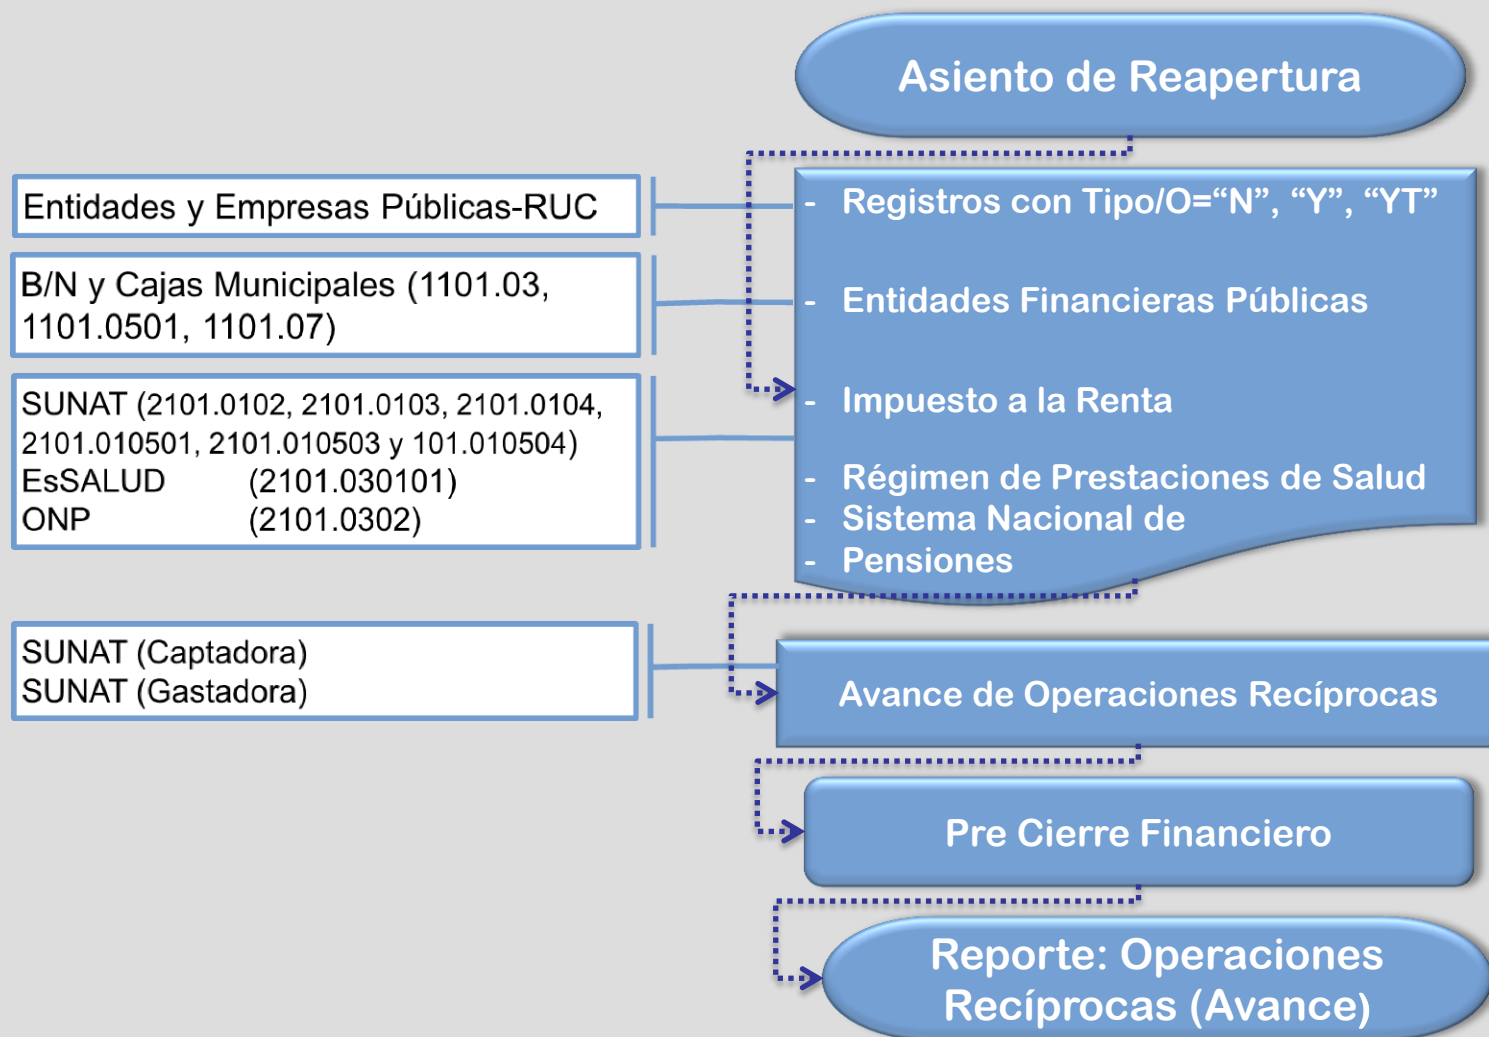 Asiento de Reapertura
Entidades y Empresas Públicas-RUC
- Registros con Tipo/O=“N”, “Y”, “YT”
B/N y Cajas Municipales (1101.03,
1101.0501, 1101.07)
- Entidades Financieras Públicas
SUNAT (2101.0102, 2101.0103, 2101.0104,
2101.010501, 2101.010503 y 101.010504)
EsSALUD (2101.030101)
ONP (2101.0302)
- Impuesto a la Renta
- Régimen de Prestaciones de Salud
- Sistema Nacional de
- Pensiones
SUNAT (Captadora)
SUNAT (Gastadora)
Avance de Operaciones Recíprocas
Pre Cierre Financiero
Reporte: Operaciones
Recíprocas (Avance)